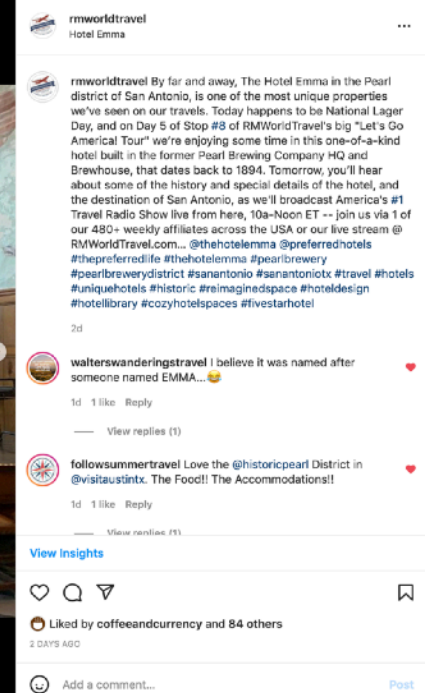 rmworldtravel
Hotel Emma
rmworldtravel By far and away, The Hotel Emma in the Pearl
district of San Antonio, is one of the most unique properties
we've seen on our travels. Today happens to be National Lager
Day, and on Day 5 of Stop #8 of RMWorldTravel's big "Let's Go
America! Tour" we're enjoying some time in this one-of-a-kind
hotel built in the former Pearl Brewing Company HQ and
Brewhouse, that dates back to 1894. Tomorrow, you'll hear
about some of the history and special details of the hotel, and
the destination of San Antonio, as we'll broadcast America's #1
Travel Radio Show live from here, 10a-Noon ET -- join us via 1 of
our 480+ weekly affiliates across the USA or our live stream @
RMWorldTravel.com... @thehotelemma @preferredhotels
#thepreferredlife #thehotelemma #pearlbrewery
#pearlbrewerydistrict #sanantonio #sanantoniotx #travel #hotels
#uniquehotels #historic #reimaginedspace #hoteldesign
#hotellibrary #cozyhotelspaces #fivestarhotel
2d
walterswanderingstravel I believe it was named after
someone named EMMA...😂
1d 1 like Reply
View replies (1)
followsummertravel Love the @historicpearl District in
@visitaustintx. The Food!! The Accommodations!!
1d 1 like Reply
View replies (1)
View Insights
Liked by coffeeandcurrency and 84 others
2 DAYS AGO
Add a comment...
Post